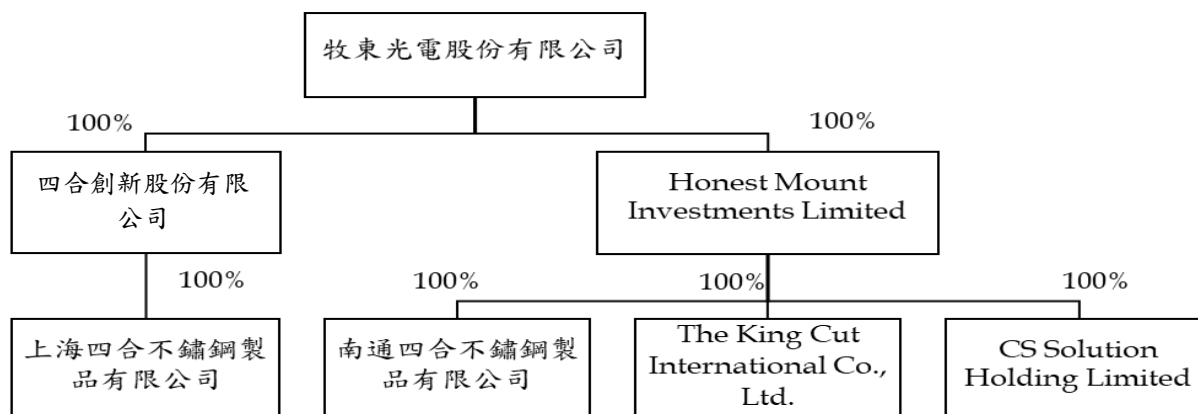 牧東光電股份有限公司
100%
100%
四合創新股份有限
公司
Honest Mount
Investments Limited
100%
100%
100%
100%
上海四合不鏽鋼製
品有限公司
南通四合不鏽鋼製
品有限公司
The King Cut
International Co.,
Ltd.
CS Solution
Holding Limited